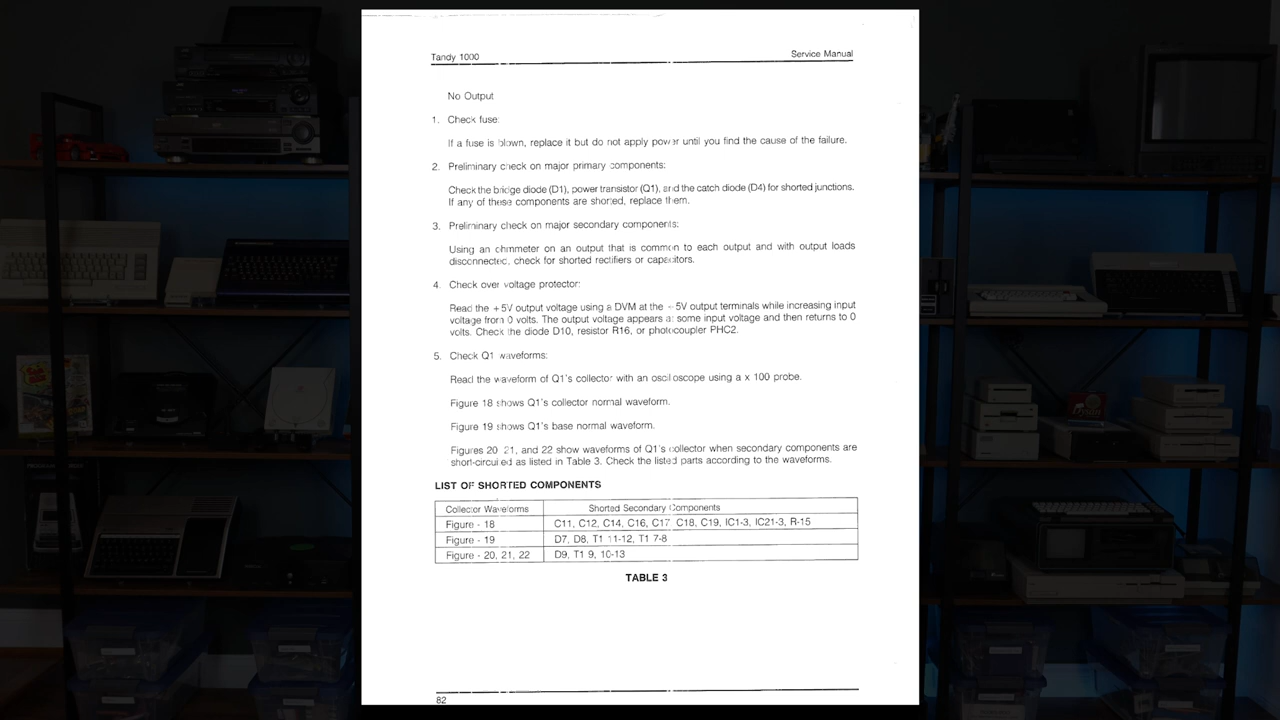 Tandy 1000
Service Manual
No Output
1. Check fuse:
If a fuse is blown, replace it but do not apply power until you find the cause of the failure.
2. Preliminary check on major primary components:
Check the bridge diode (D1), power transistor (Q1), and the catch diode (D4) for shorted junctions.
If any of these components are shorted, replace them.
3. Preliminary check on major secondary components:
Using an ohmmeter on an output that is common to each output and with output loads
disconnected, check for shorted rectifiers or capacitors.
4. Check over voltage protector:
Read the +5V output voltage using a DVM at the +5V output terminals while increasing input
voltage from 0 volts. The output voltage appears at some input voltage and then returns to 0
volts. Check the diode D10, resistor R16, or photocoupler PHC2.
5. Check Q1 waveforms:
Read the waveform of Q1's collector with an oscilloscope using a x 100 probe.
Figure 18 shows Q1's collector normal waveform.
Figure 19 shows Q1's base normal waveform.
Figures 20, 21, and 22 show waveforms of Q1's collector when secondary components are
short-circuited as listed in Table 3. Check the listed parts according to the waveforms.
LIST OF SHORTED COMPONENTS
Collector Waveforms Shorted Secondary Components
Figure - 18 C11, C12, C14, C16, C17, C18, C19, IC1-3, IC21-3, R-15
Figure - 19 D7, D8, T1 11-12, T1 7-8
Figure - 20, 21, 22 D9, T1 9, 10-13
TABLE 3
82